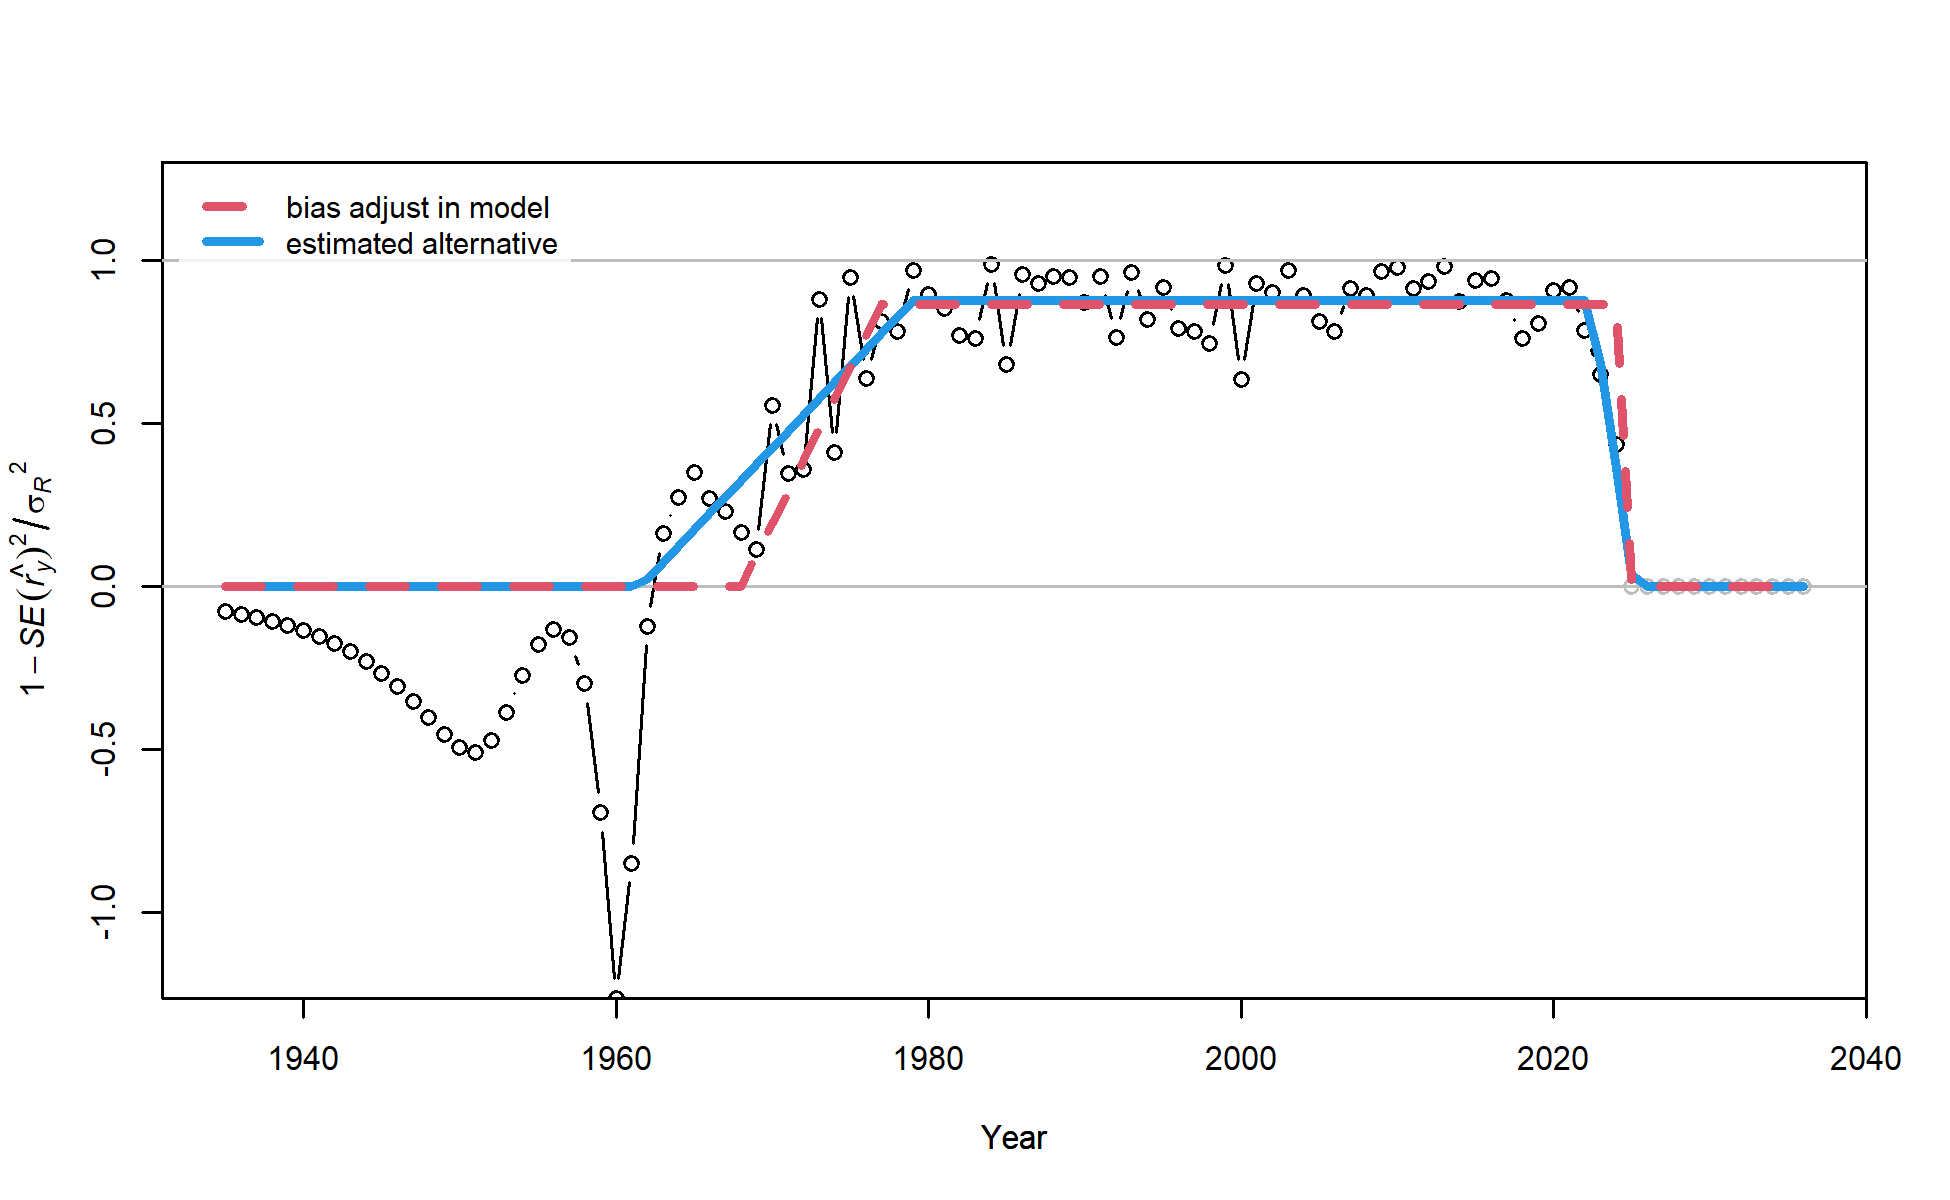 bias adjust in model
estimated alternative
1 − SE(r̂y)² / σR²
1.0
0.5
0.0
-0.5
-1.0
1940 1960 1980 2000 2020 2040
Year